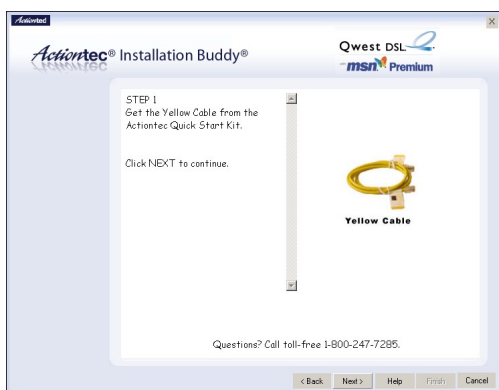 Actiontec
Actiontec® Installation Buddy®
Qwest DSL
msn Premium
STEP 1
Get the Yellow Cable from the
Actiontec Quick Start Kit.
Click NEXT to continue.
Yellow Cable
Questions? Call toll-free 1-800-247-7285.
< Back
Next >
Help
Finish
Cancel